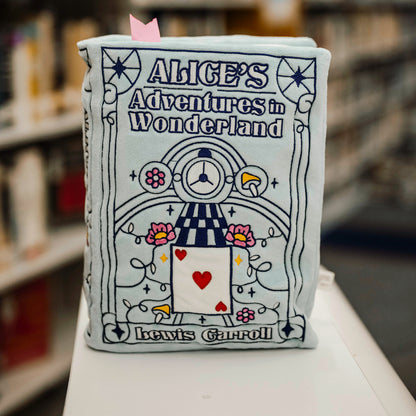 ALICE'S
Adventures in
Wonderland
Lewis Carroll